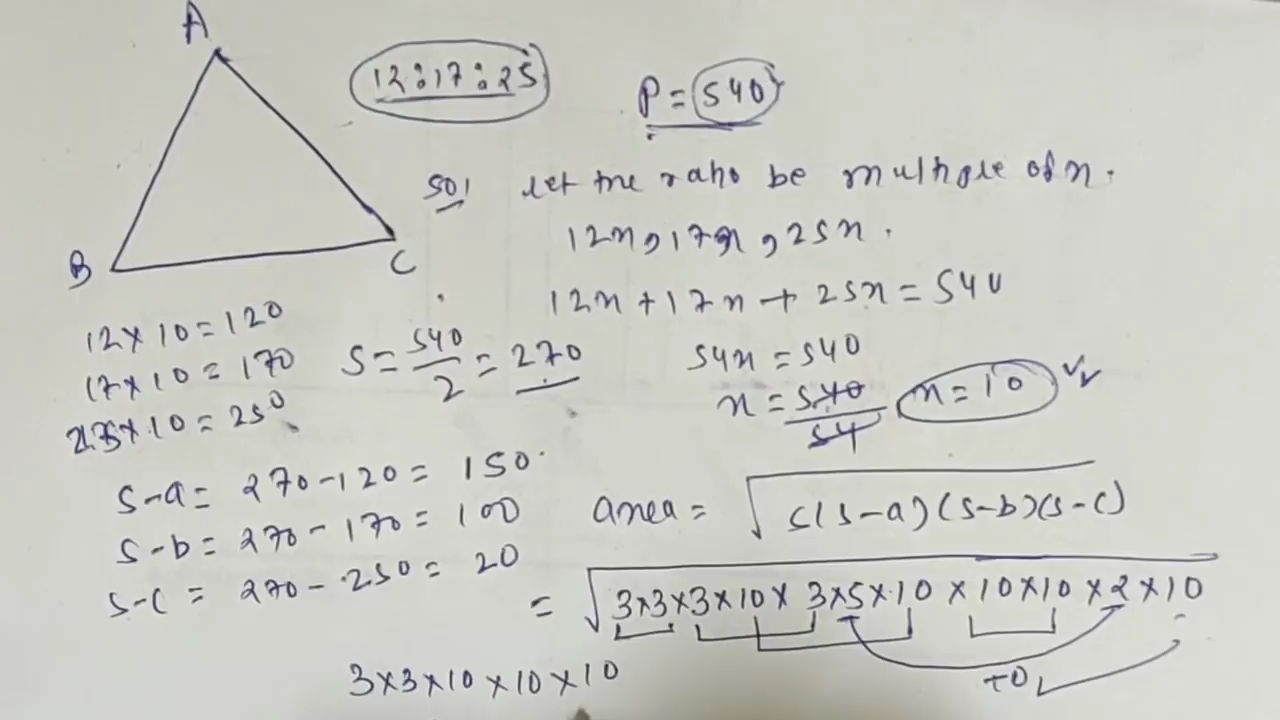 A
12:17:25
P = 540
Sol let the ratio be multiple of x.
12x, 17x, 25x.
B
C
12x + 17x + 25x = 540
12 × 10 = 120
17 × 10 = 170
25 × 10 = 250
S = 540/2 = 270
54x = 540
x = 540/54
x = 10
S-a = 270-120 = 150
S-b = 270-170 = 100
S-c = 270-250 = 20
area = √s(s-a)(s-b)(s-c)
= √3×3×3×10×3×5×10×10×10×2×10
10
3×3×10×10×10